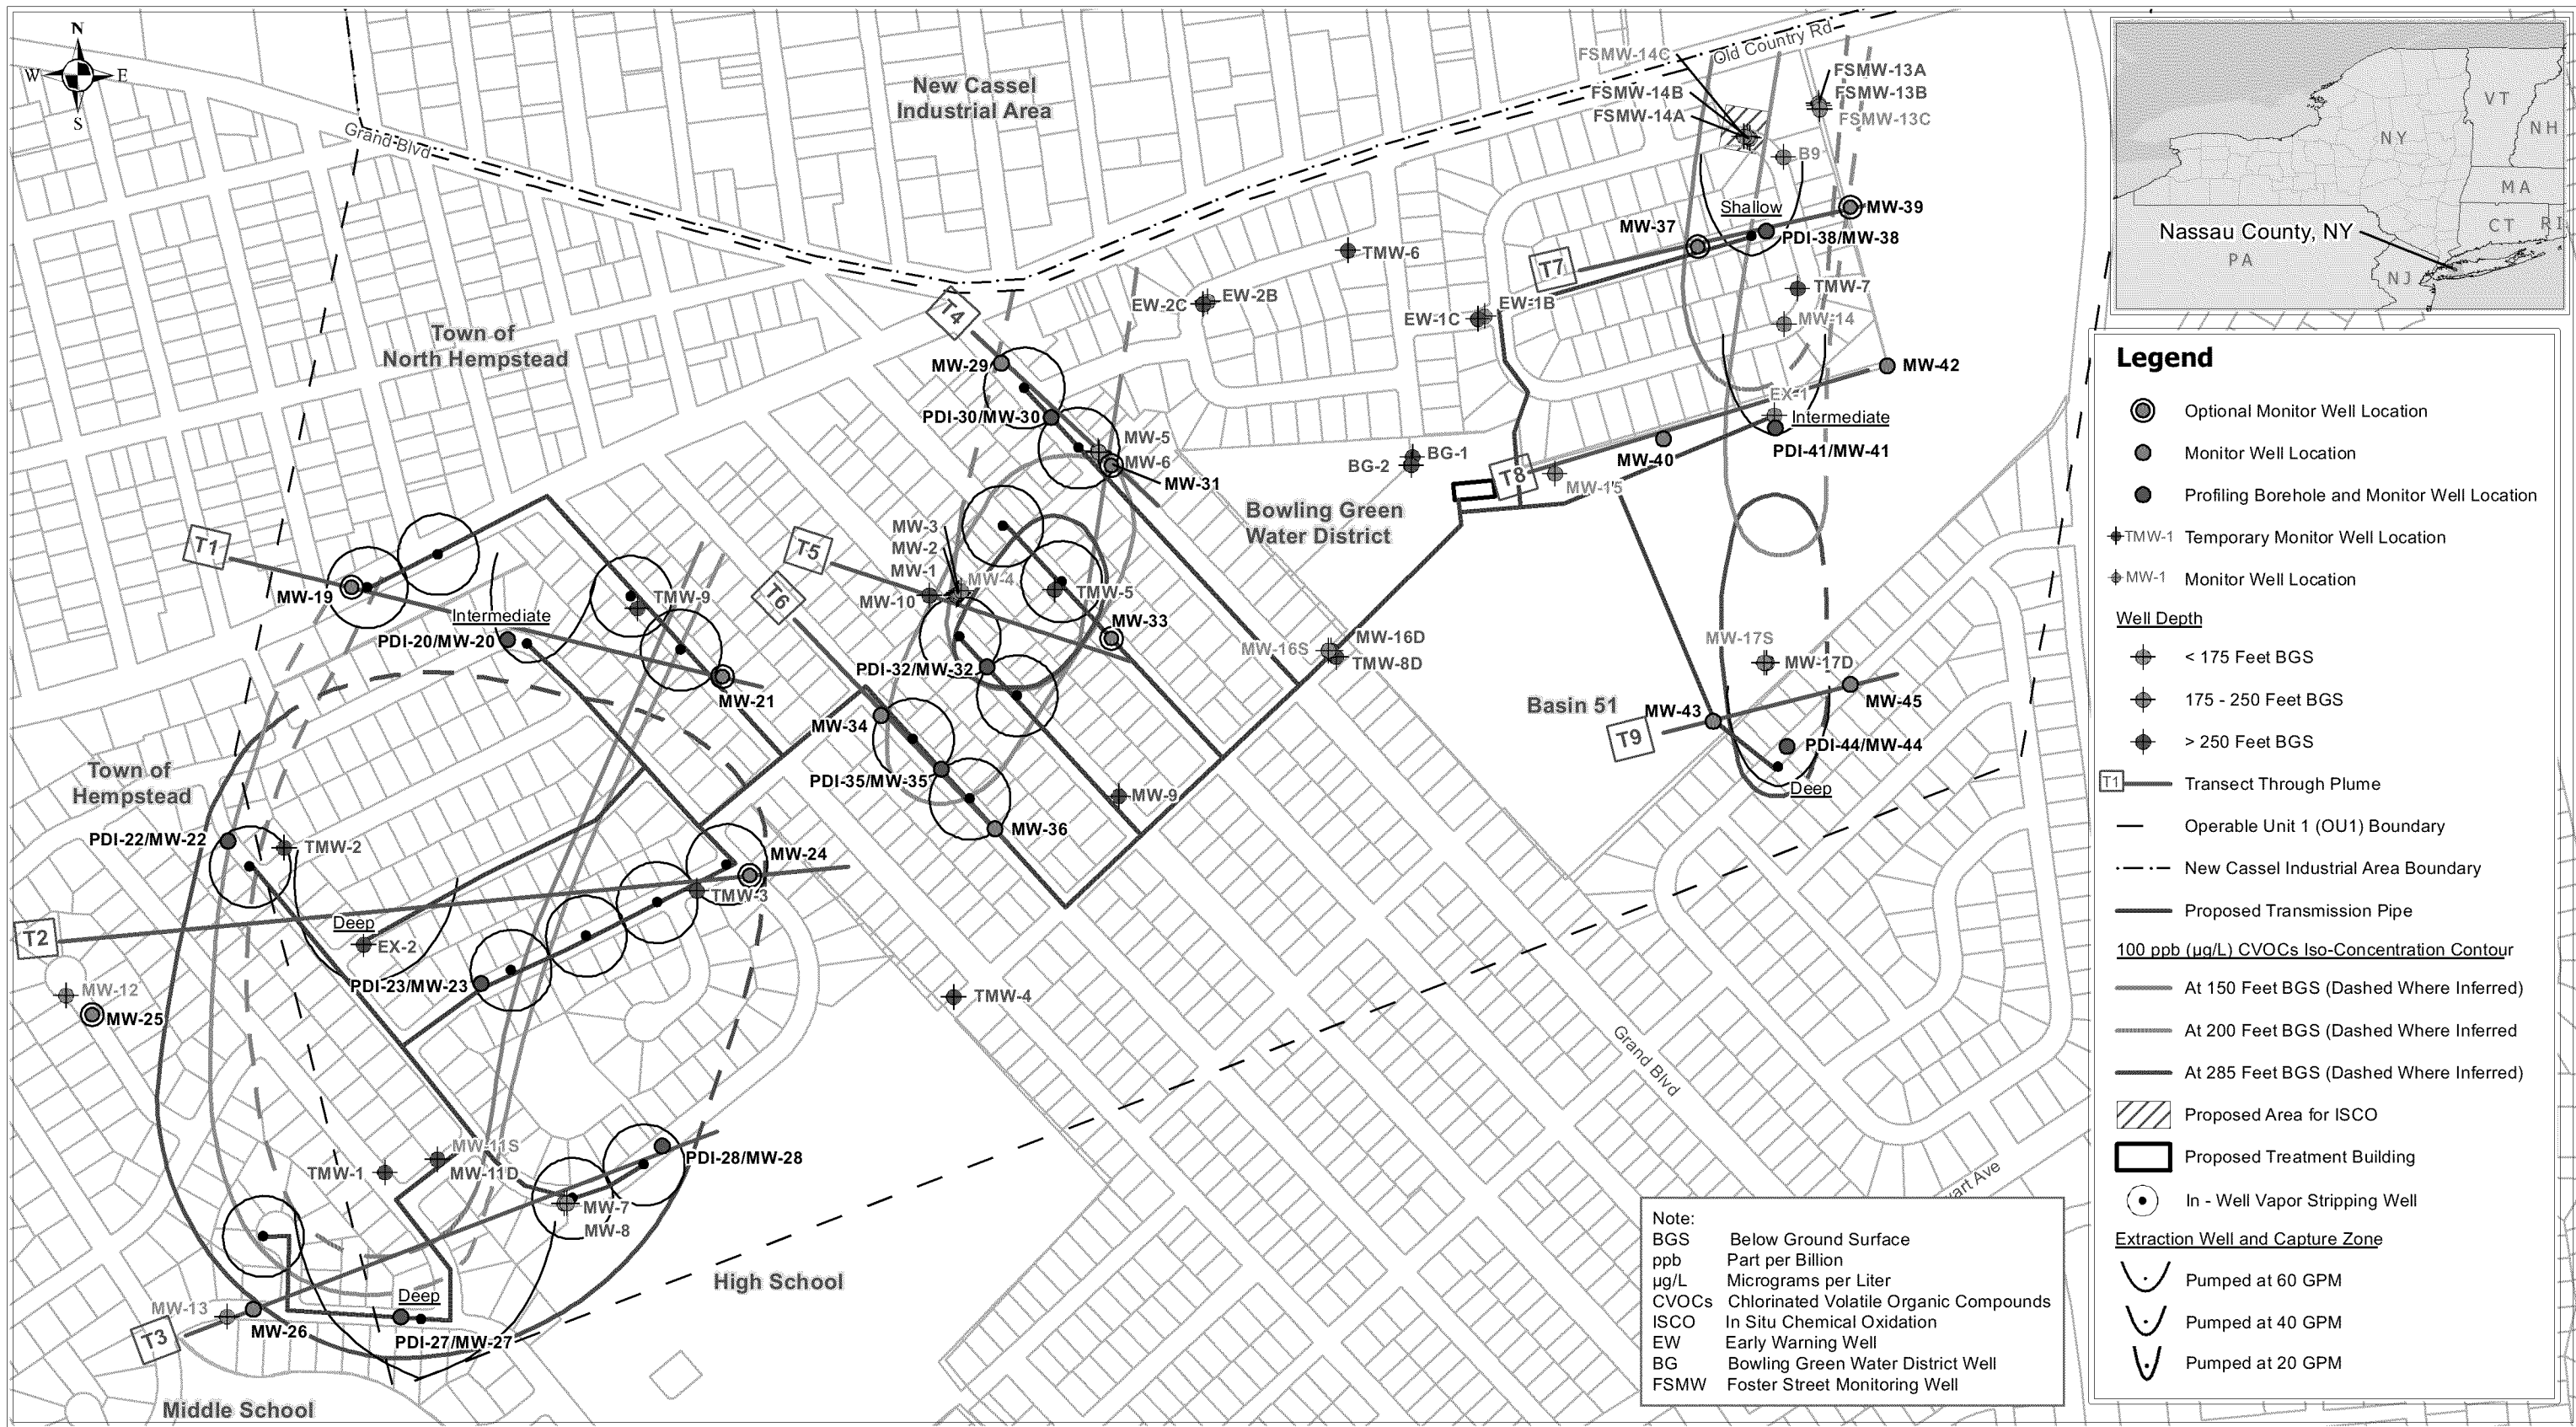 N
W
E
S
New Cassel
Industrial Area
Old Country Rd
Grand Blvd
FSMW-14C
FSMW-14B
FSMW-14A
FSMW-13A
FSMW-13B
FSMW-13C
B9
Shallow
MW-39
MW-37
PDI-38/MW-38
T7
TMW-6
TMW-7
MW-14
EW-2C
EW-2B
EW-1C
EW-1B
T4
Town of
North Hempstead
MW-29
MW-42
EX-1
PDI-30/MW-30
Intermediate
MW-5
MW-6
MW-31
BG-1
BG-2
MW-40
PDI-41/MW-41
T8
MW-15
Bowling Green
Water District
T1
MW-19
Intermediate
PDI-20/MW-20
TMW-9
MW-21
T5
T6
MW-3
MW-2
MW-1
MW-4
MW-10
TMW-5
MW-33
PDI-32/MW-32
MW-34
PDI-35/MW-35
MW-36
MW-9
MW-16S
MW-16D
TMW-8D
MW-17S
MW-17D
Basin 51
MW-43
MW-45
T9
PDI-44/MW-44
Deep
Town of
Hempstead
PDI-22/MW-22
TMW-2
MW-24
TMW-3
T2
Deep
EX-2
PDI-23/MW-23
MW-12
MW-25
TMW-4
Grand Blvd
MW-11S
MW-11D
TMW-1
PDI-28/MW-28
MW-7
MW-8
High School
MW-13
MW-26
T3
Deep
PDI-27/MW-27
Middle School
art Ave
Note:
BGS Below Ground Surface
ppb Part per Billion
µg/L Micrograms per Liter
CVOCs Chlorinated Volatile Organic Compounds
ISCO In Situ Chemical Oxidation
EW Early Warning Well
BG Bowling Green Water District Well
FSMW Foster Street Monitoring Well
VT
NH
NY
MA
CT
RI
Nassau County, NY
PA
NJ
Legend
Optional Monitor Well Location
Monitor Well Location
Profiling Borehole and Monitor Well Location
TMW-1 Temporary Monitor Well Location
MW-1 Monitor Well Location
Well Depth
< 175 Feet BGS
175 - 250 Feet BGS
> 250 Feet BGS
T1 Transect Through Plume
Operable Unit 1 (OU1) Boundary
New Cassel Industrial Area Boundary
Proposed Transmission Pipe
100 ppb (µg/L) CVOCs Iso-Concentration Contour
At 150 Feet BGS (Dashed Where Inferred)
At 200 Feet BGS (Dashed Where Inferred
At 285 Feet BGS (Dashed Where Inferred)
Proposed Area for ISCO
Proposed Treatment Building
In - Well Vapor Stripping Well
Extraction Well and Capture Zone
Pumped at 60 GPM
Pumped at 40 GPM
Pumped at 20 GPM